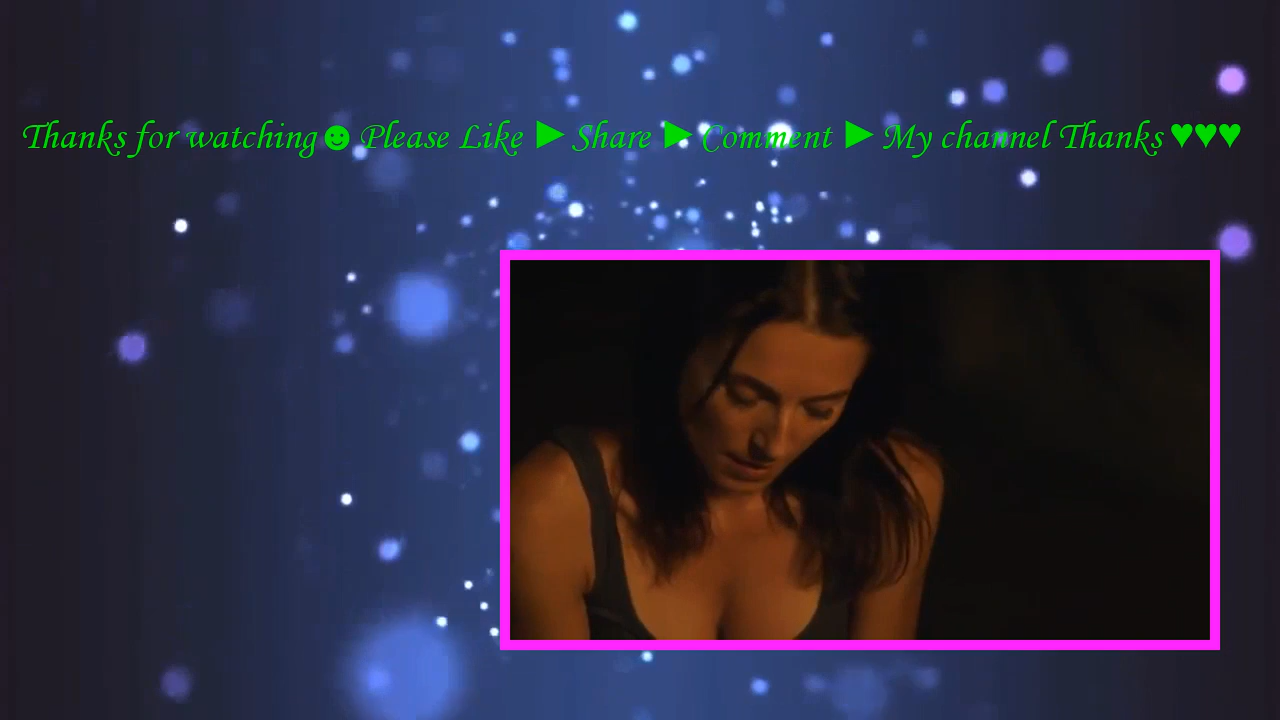 Thanks for watching☻Please Like ► Share ► Comment ► My channel Thanks ♥♥♥